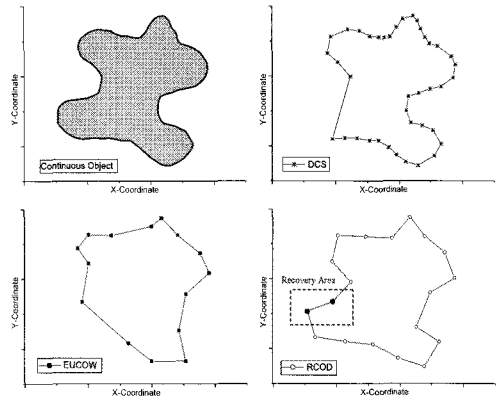 Y-Coordinate
Continuous Object
X-Coordinate
Y-Coordinate
DCS
X-Coordinate
Y-Coordinate
EUCOW
X-Coordinate
Y-Coordinate
Recovery Area
RCOD
X-Coordinate